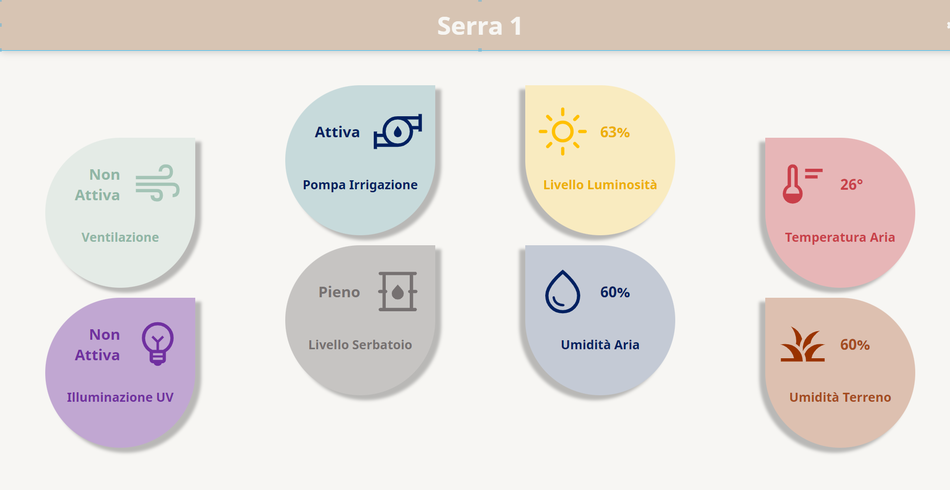 Serra 1
Non
Attiva
Ventilazione
Attiva
Pompa Irrigazione
63%
Livello Luminosità
26°
Temperatura Aria
Non
Attiva
Illuminazione UV
Pieno
Livello Serbatoio
60%
Umidità Aria
60%
Umidità Terreno